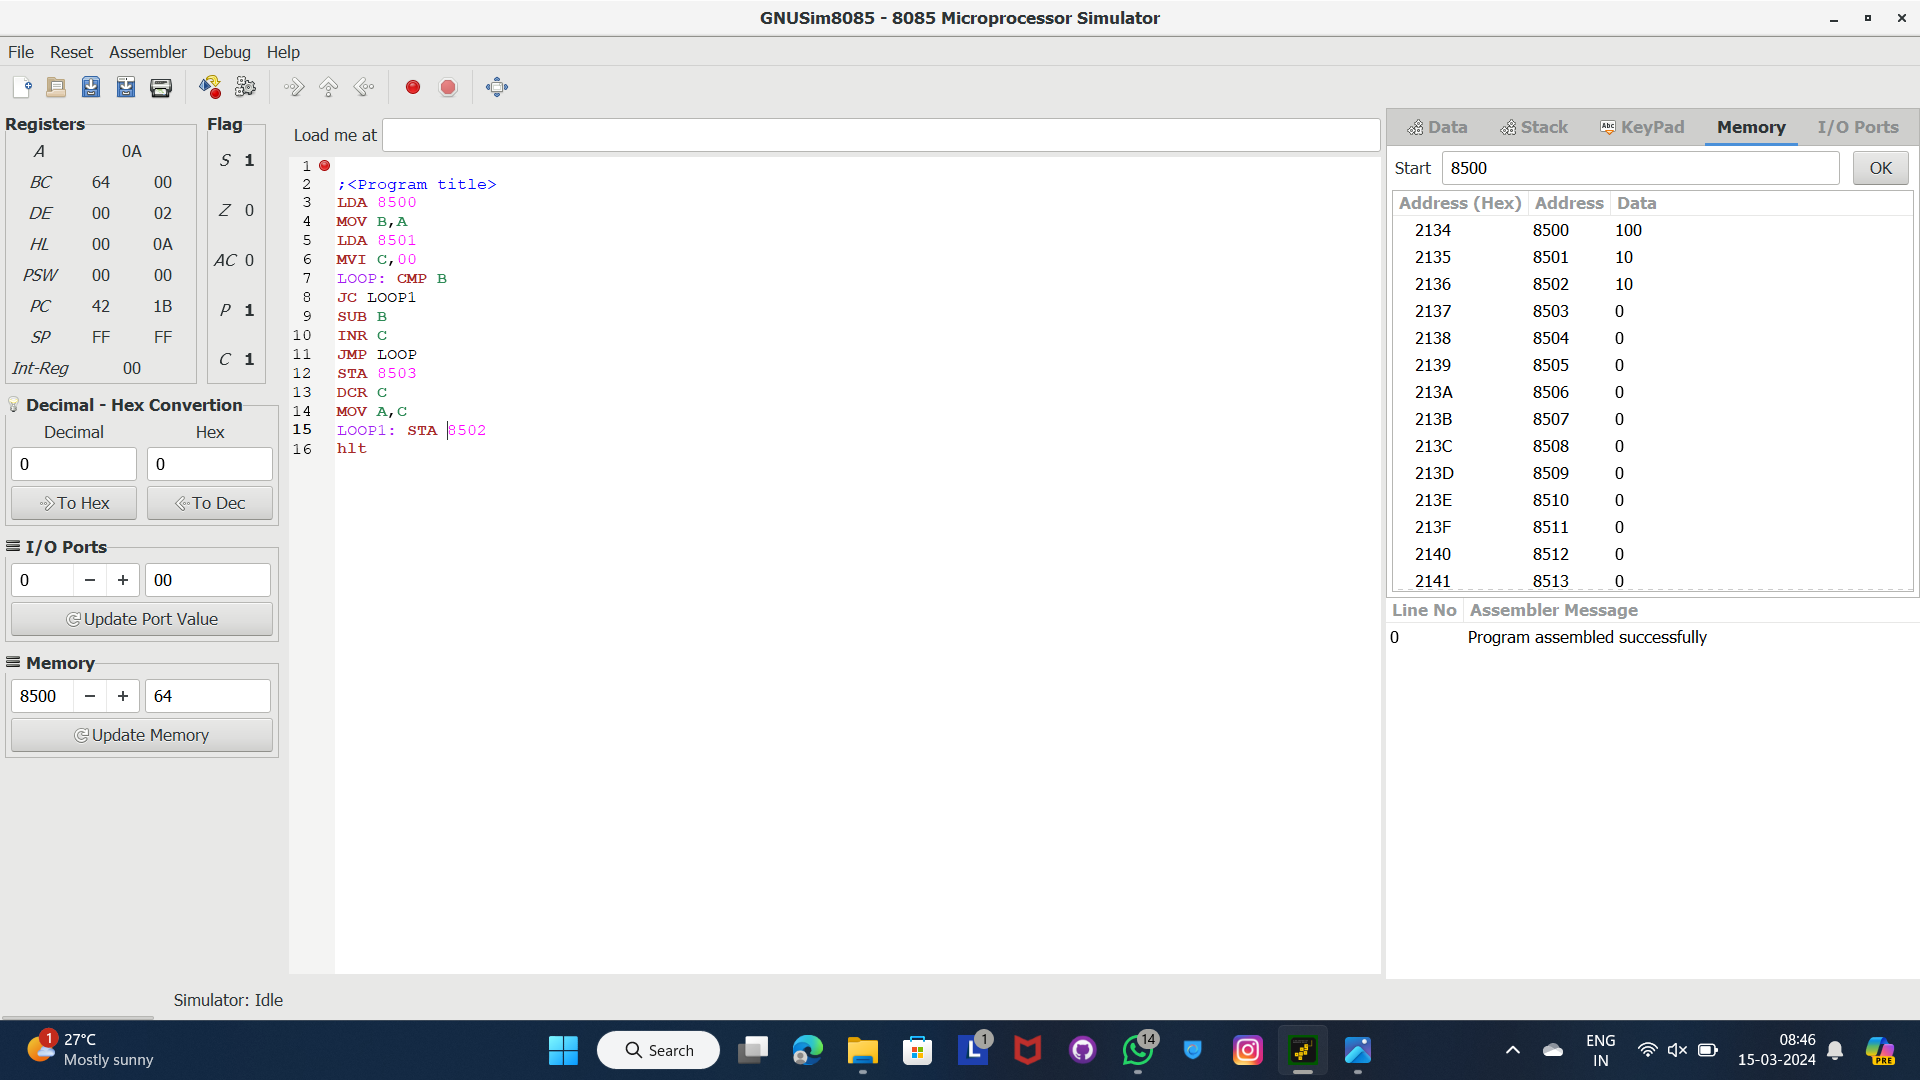 GNUSim8085 - 8085 Microprocessor Simulator
File Reset Assembler Debug Help
Registers
A 0A
BC 64 00
DE 00 02
HL 00 0A
PSW 00 00
PC 42 1B
SP FF FF
Int-Reg 00
Flag
S 1
Z 0
AC 0
P 1
C 1
Decimal - Hex Convertion
Decimal Hex
0 0
To Hex To Dec
I/O Ports
0 − + 00
Update Port Value
Memory
8500 − + 64
Update Memory
Load me at
1
2 ;<Program title>
3 LDA 8500
4 MOV B,A
5 LDA 8501
6 MVI C,00
7 LOOP: CMP B
8 JC LOOP1
9 SUB B
10 INR C
11 JMP LOOP
12 STA 8503
13 DCR C
14 MOV A,C
15 LOOP1: STA 8502
16 hlt
Data Stack Abc KeyPad Memory I/O Ports
Start 8500 OK
Address (Hex) Address Data
2134 8500 100
2135 8501 10
2136 8502 10
2137 8503 0
2138 8504 0
2139 8505 0
213A 8506 0
213B 8507 0
213C 8508 0
213D 8509 0
213E 8510 0
213F 8511 0
2140 8512 0
2141 8513 0
Line No Assembler Message
0 Program assembled successfully
Simulator: Idle
1 27°C
Mostly sunny
Search
L 1
14
PRE
ENG
IN
08:46
15-03-2024